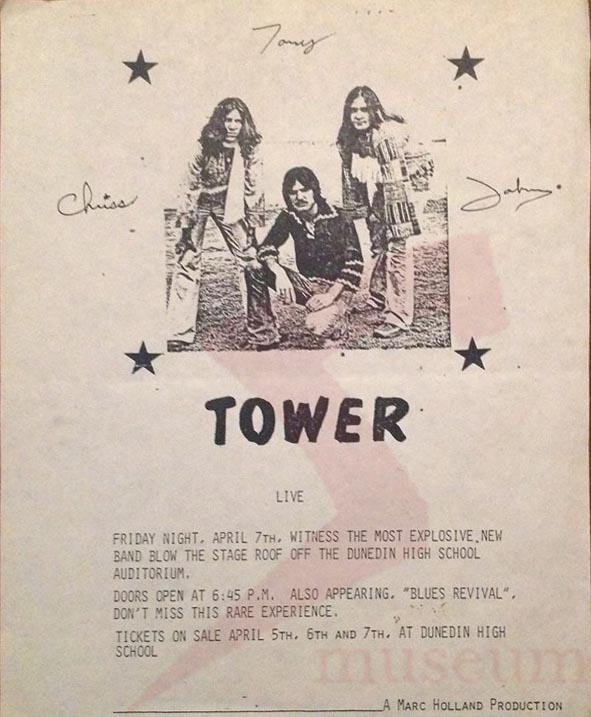 Tony
Chriss
Johnny
TOWER
LIVE
FRIDAY NIGHT, APRIL 7TH, WITNESS THE MOST EXPLOSIVE NEW
BAND BLOW THE STAGE ROOF OFF THE DUNEDIN HIGH SCHOOL
AUDITORIUM.
DOORS OPEN AT 6:45 P.M. ALSO APPEARING, "BLUES REVIVAL".
DON'T MISS THIS RARE EXPERIENCE.
TICKETS ON SALE APRIL 5TH, 6TH AND 7TH, AT DUNEDIN HIGH
SCHOOL
museum
A MARC HOLLAND PRODUCTION